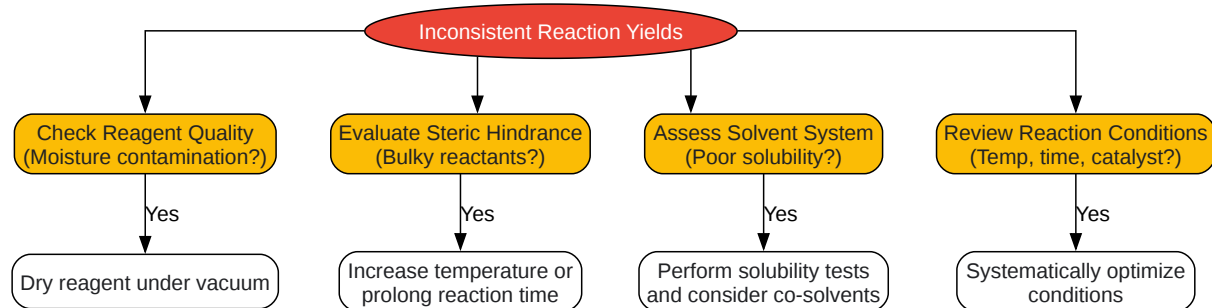 Inconsistent Reaction Yields
Check Reagent Quality
(Moisture contamination?)
Evaluate Steric Hindrance
(Bulky reactants?)
Assess Solvent System
(Poor solubility?)
Review Reaction Conditions
(Temp, time, catalyst?)
Yes
Yes
Yes
Yes
Dry reagent under vacuum
Increase temperature or
prolong reaction time
Perform solubility tests
and consider co-solvents
Systematically optimize
conditions